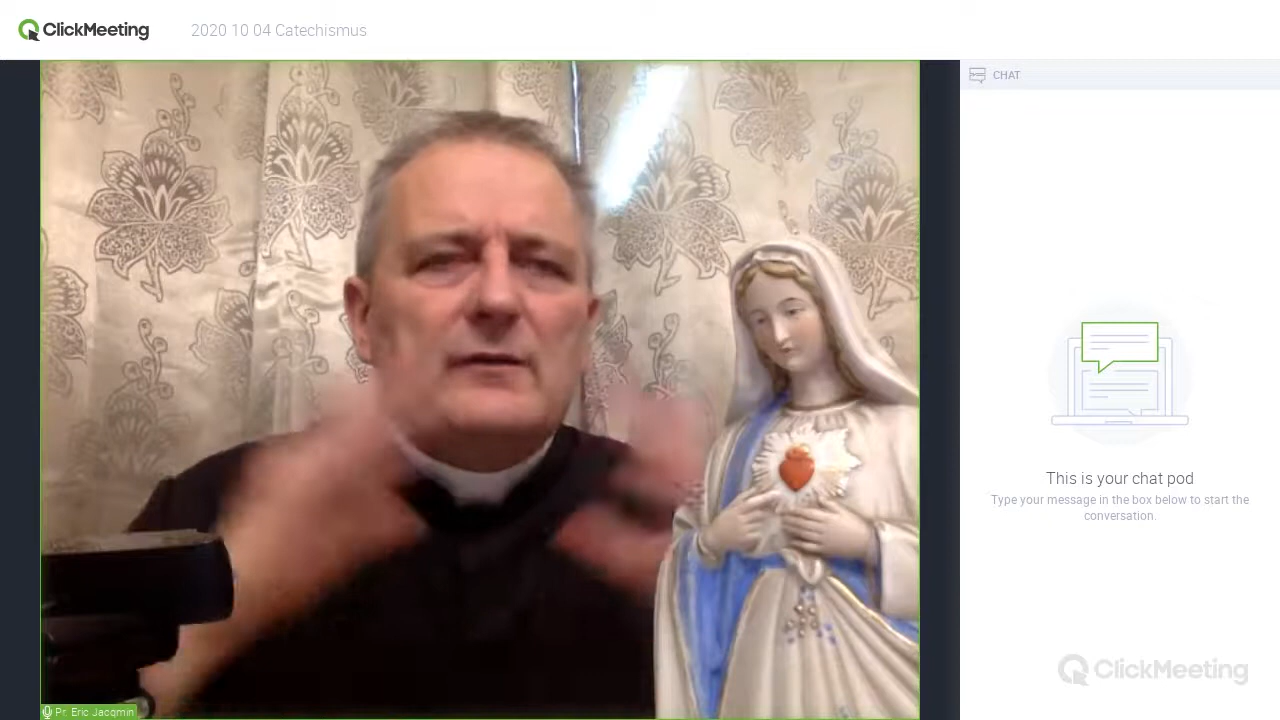 ClickMeeting
2020 10 04 Catechismus
CHAT
This is your chat pod
Type your message in the box below to start the
conversation.
ClickMeeting
Pr. Eric Jacqmin